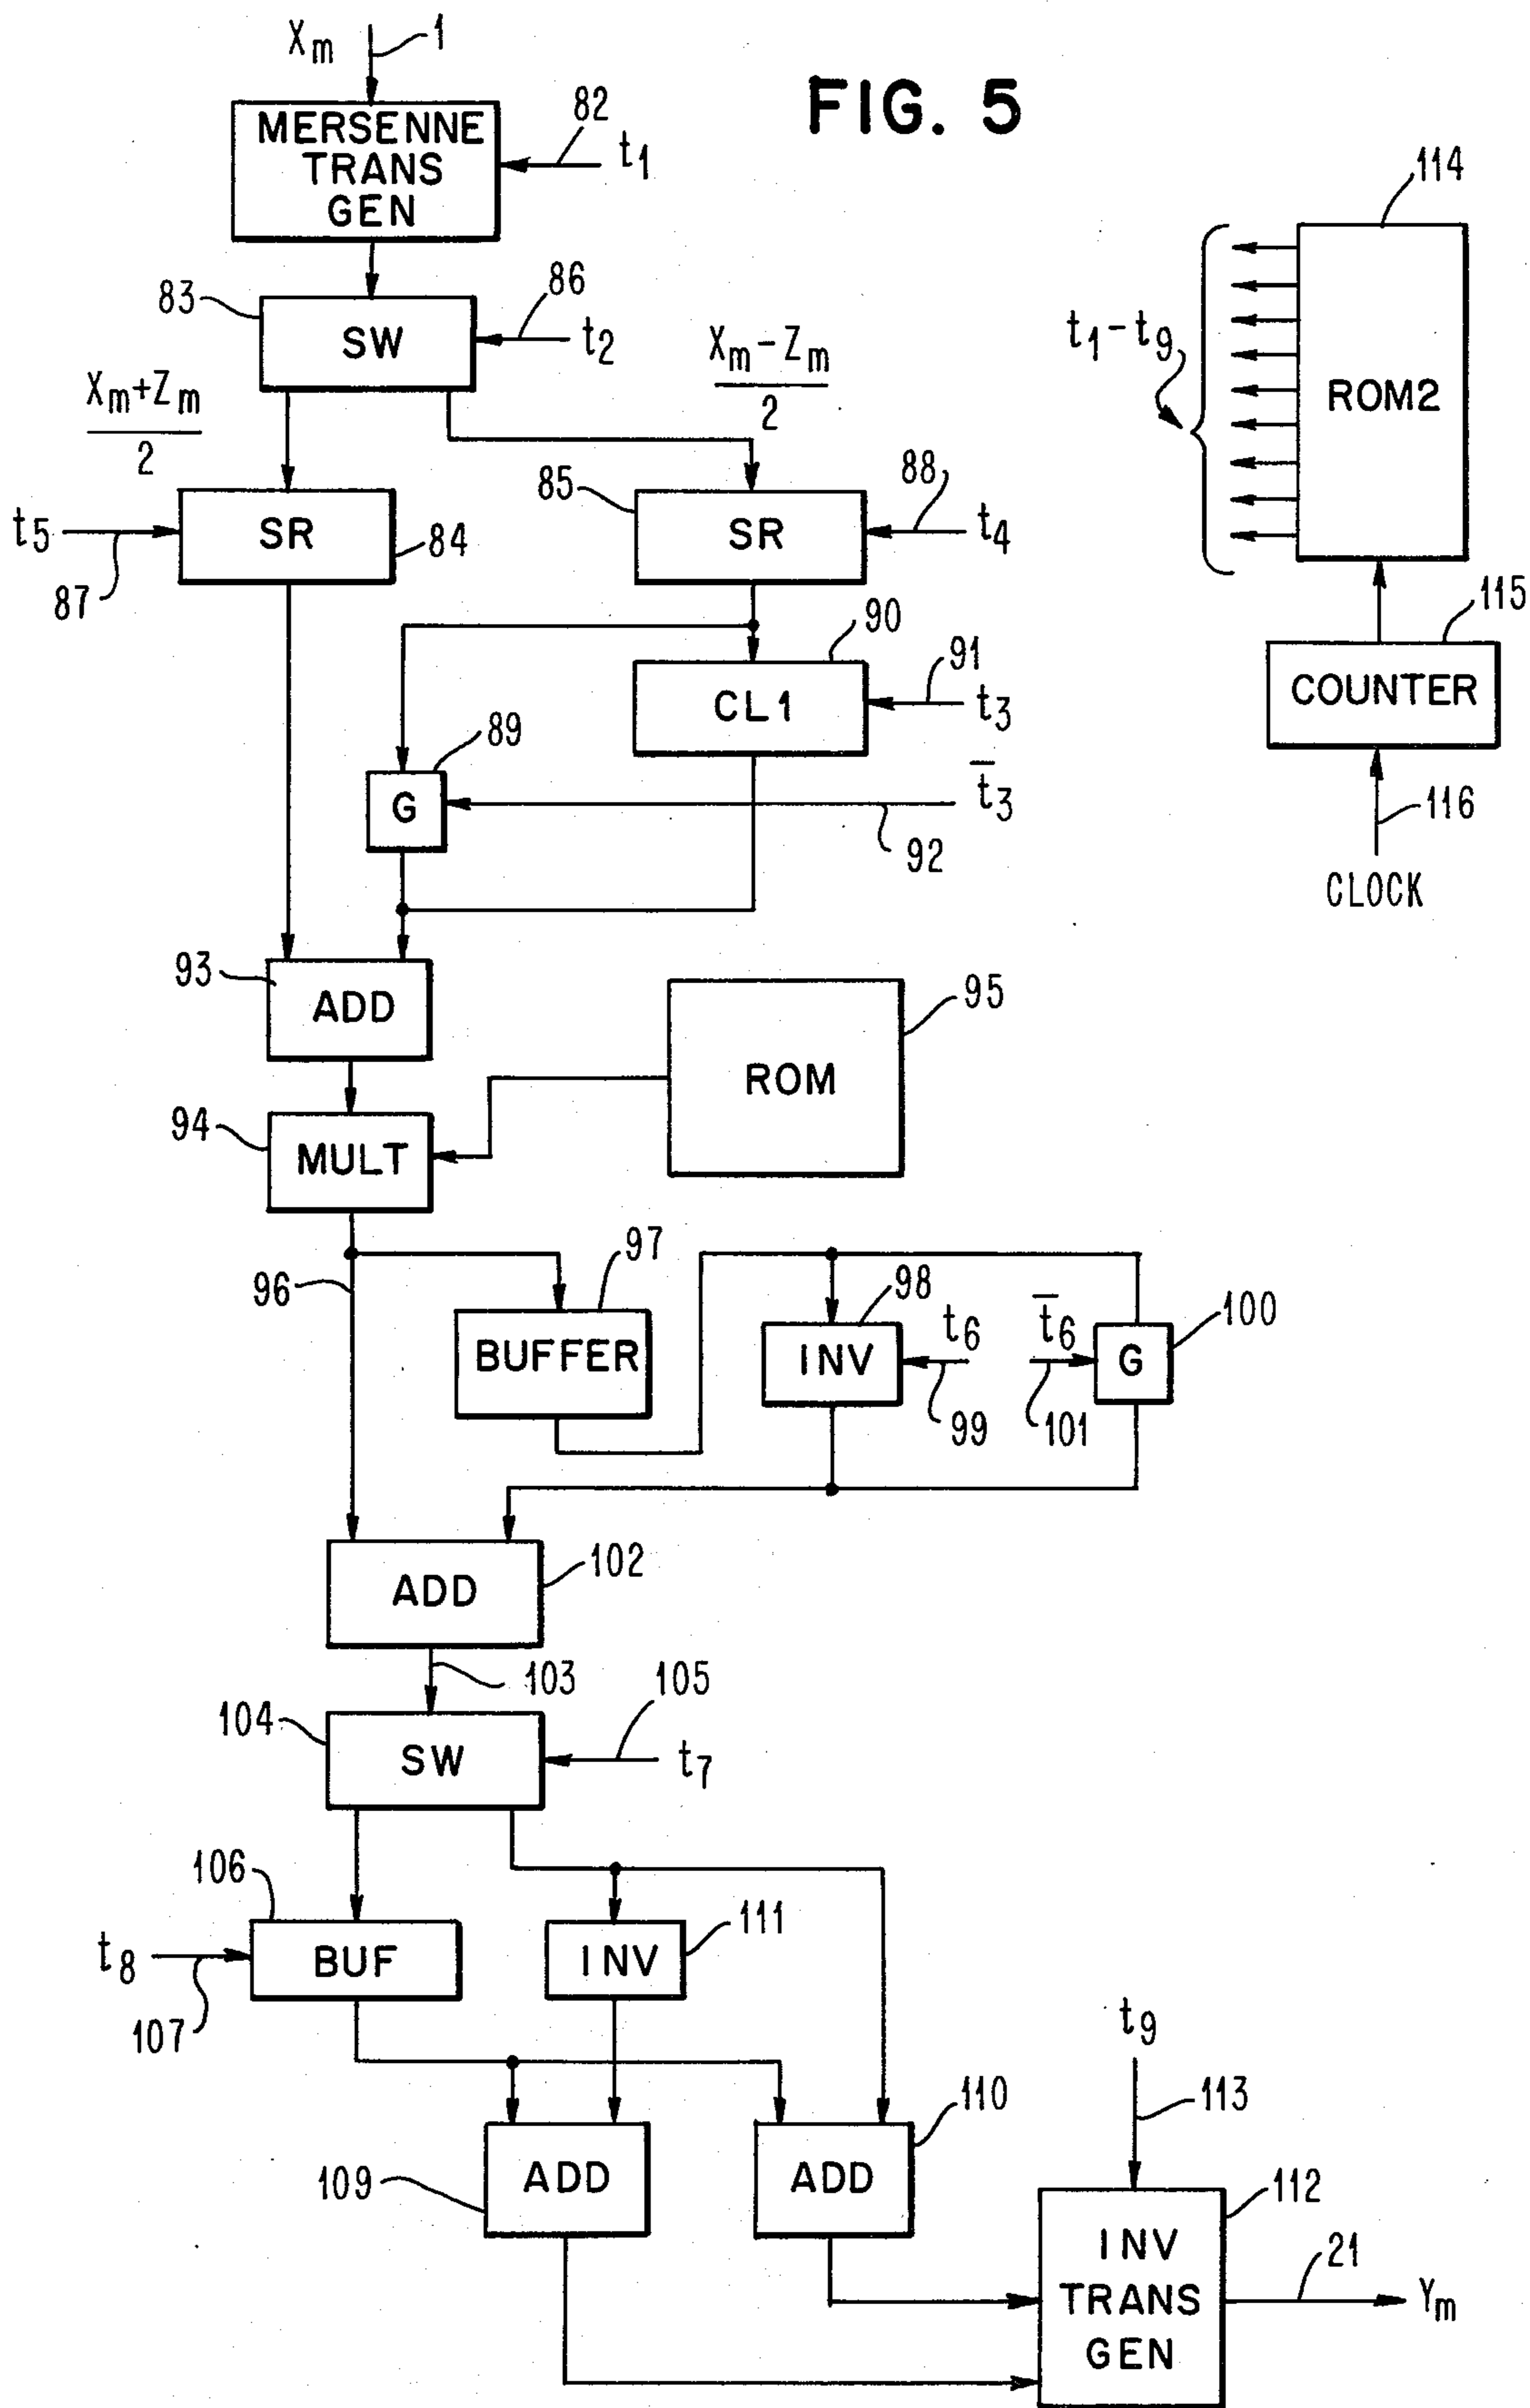 FIG. 5
Xm
1
MERSENNE
TRANS
GEN
82
t1
83
SW
86
t2
Xm+Zm
2
Xm−Zm
2
t5
87
SR
84
85
SR
88
t4
90
CL1
91
t3
89
G
t̅3
92
93
ADD
94
MULT
95
ROM
96
97
BUFFER
98
INV
t6
99
t̅6
101
100
G
ADD
102
103
104
SW
105
t7
106
BUF
t8
107
111
INV
109
ADD
110
ADD
t9
113
112
INV
TRANS
GEN
21
Ym
114
t1−t9
ROM2
115
COUNTER
116
CLOCK